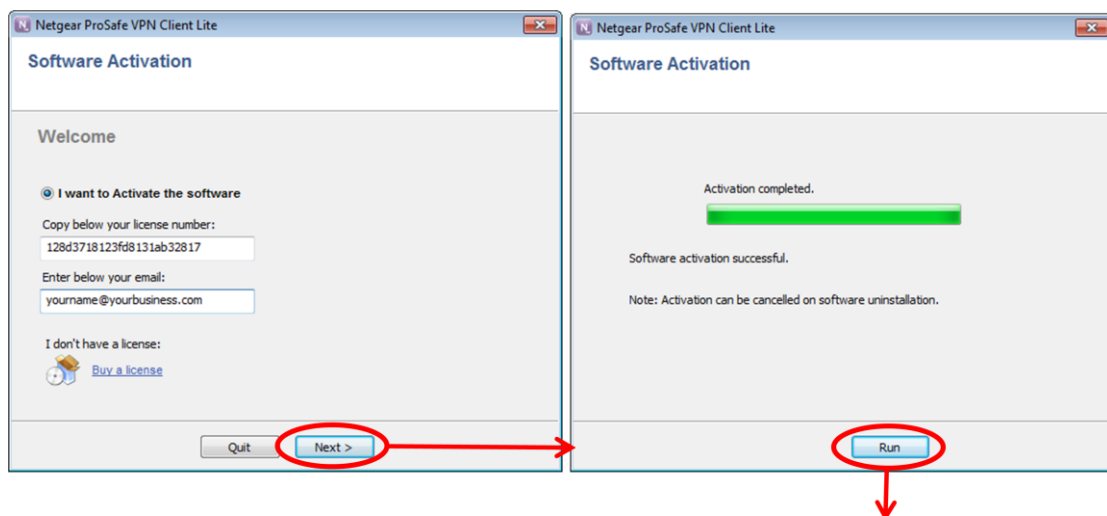 Netgear ProSafe VPN Client Lite
Software Activation
Welcome
I want to Activate the software
Copy below your license number:
128d3718123fd8131ab32817
Enter below your email:
yourname@yourbusiness.com
I don't have a license:
Buy a license
Quit
Next >
Netgear ProSafe VPN Client Lite
Software Activation
Activation completed.
Software activation successful.
Note: Activation can be cancelled on software uninstallation.
Run